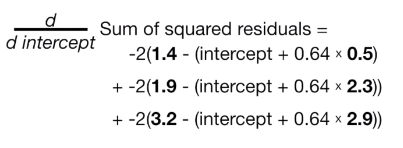 d
d intercept Sum of squared residuals =
-2(1.4 - (intercept + 0.64 × 0.5)
+ -2(1.9 - (intercept + 0.64 × 2.3))
+ -2(3.2 - (intercept + 0.64 × 2.9))